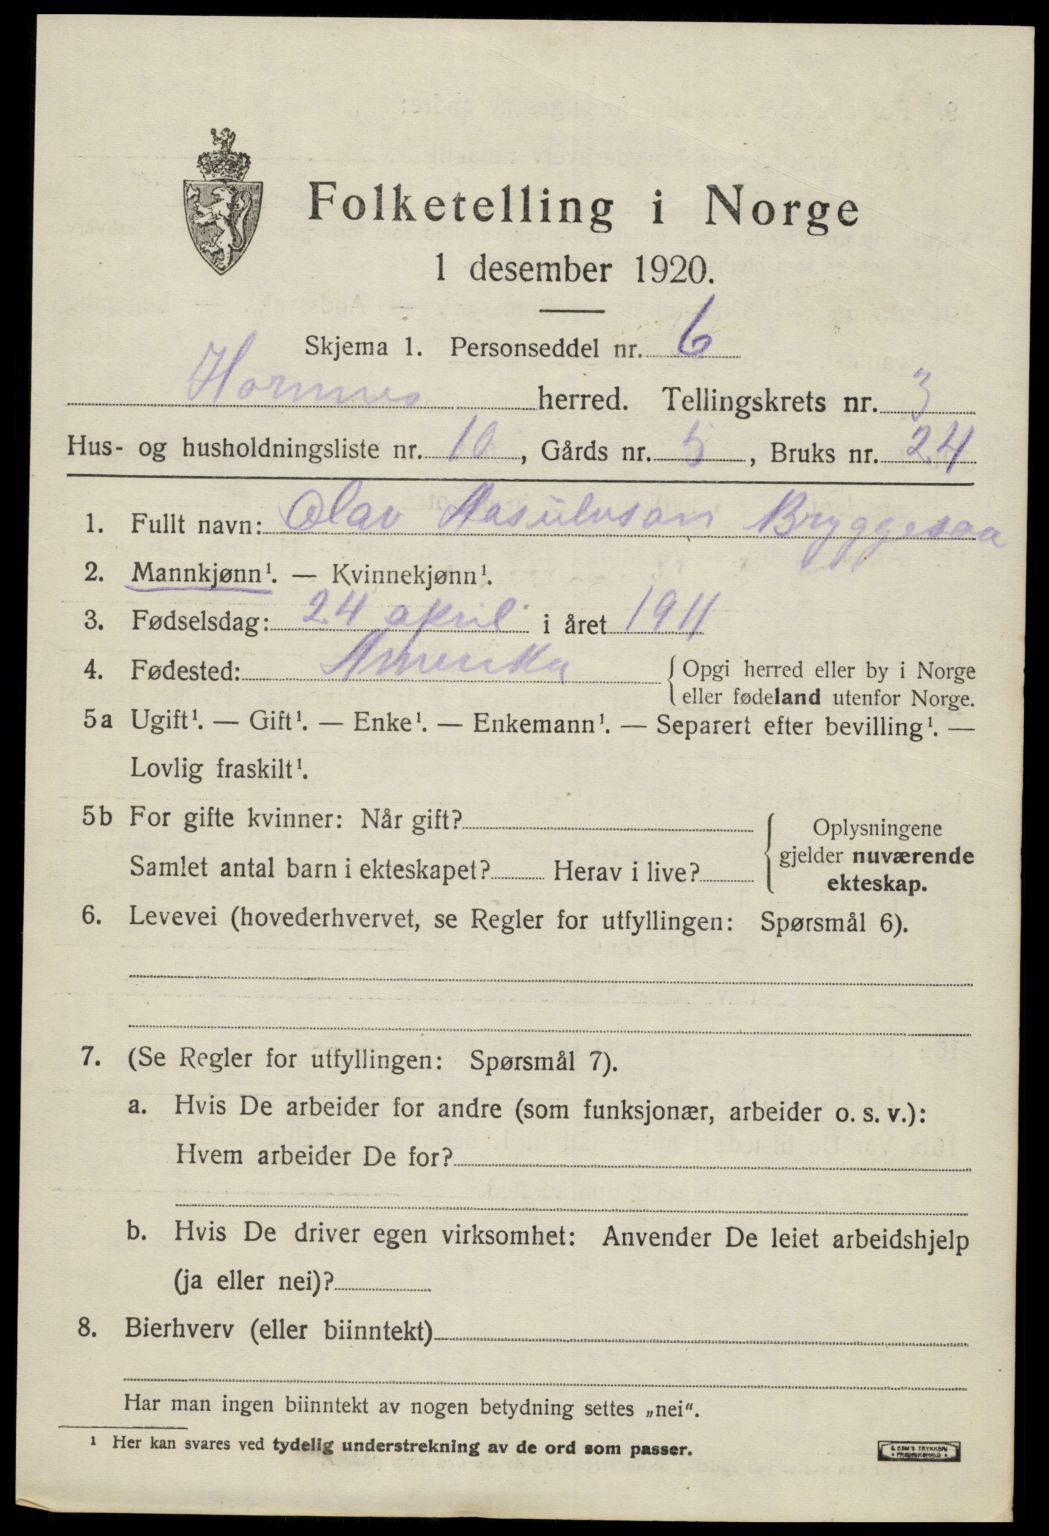 Folketelling i Norge
1 desember 1920.
Skjema 1. Personseddel nr. 6
Hornnes herred. Tellingskrets nr. 3
Hus- og husholdningsliste nr. 10, Gårds nr. 5, Bruks nr. 24
1. Fullt navn: Olav Aasulvson Bryggesaa
2. Mannkjønn¹. — Kvinnekjønn¹.
3. Fødselsdag: 24 april i året 1911
4. Fødested: Amerika {Opgi herred eller by i Norge
eller fødeland utenfor Norge.
5a Ugift¹. — Gift¹. — Enke¹. — Enkemann¹. — Separert efter bevilling¹. —
Lovlig fraskilt¹.
5b For gifte kvinner: Når gift?
Samlet antal barn i ekteskapet? Herav i live?
{Oplysningene
gjelder nuværende
ekteskap.
6. Levevei (hovederhvervet, se Regler for utfyllingen: Spørsmål 6).
7. (Se Regler for utfyllingen: Spørsmål 7).
a. Hvis De arbeider for andre (som funksjonær, arbeider o. s. v.):
Hvem arbeider De for?
b. Hvis De driver egen virksomhet: Anvender De leiet arbeidshjelp
(ja eller nei)?
8. Bierhverv (eller biinntekt)
Har man ingen biinntekt av nogen betydning settes „nei".
¹ Her kan svares ved tydelig understrekning av de ord som passer.